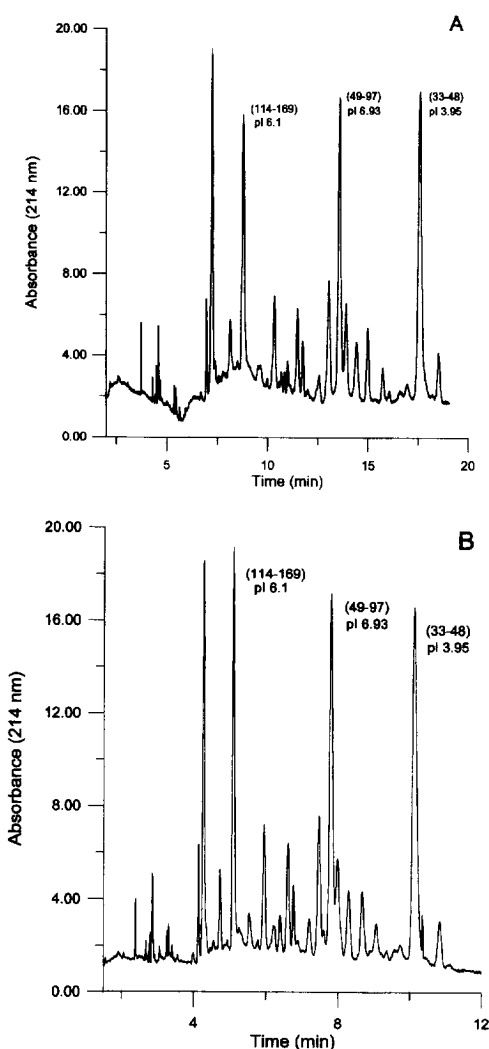 A
20.00
16.00
12.00
8.00
4.00
0.00
Absorbance (214 nm)
(114-169)
pI 6.1
(49-97)
pI 6.93
(33-48)
pI 3.95
5
10
15
20
Time (min)
B
20.00
16.00
12.00
8.00
4.00
0.00
Absorbance (214 nm)
(114-169)
pI 6.1
(49-97)
pI 6.93
(33-48)
pI 3.95
4
8
12
Time (min)